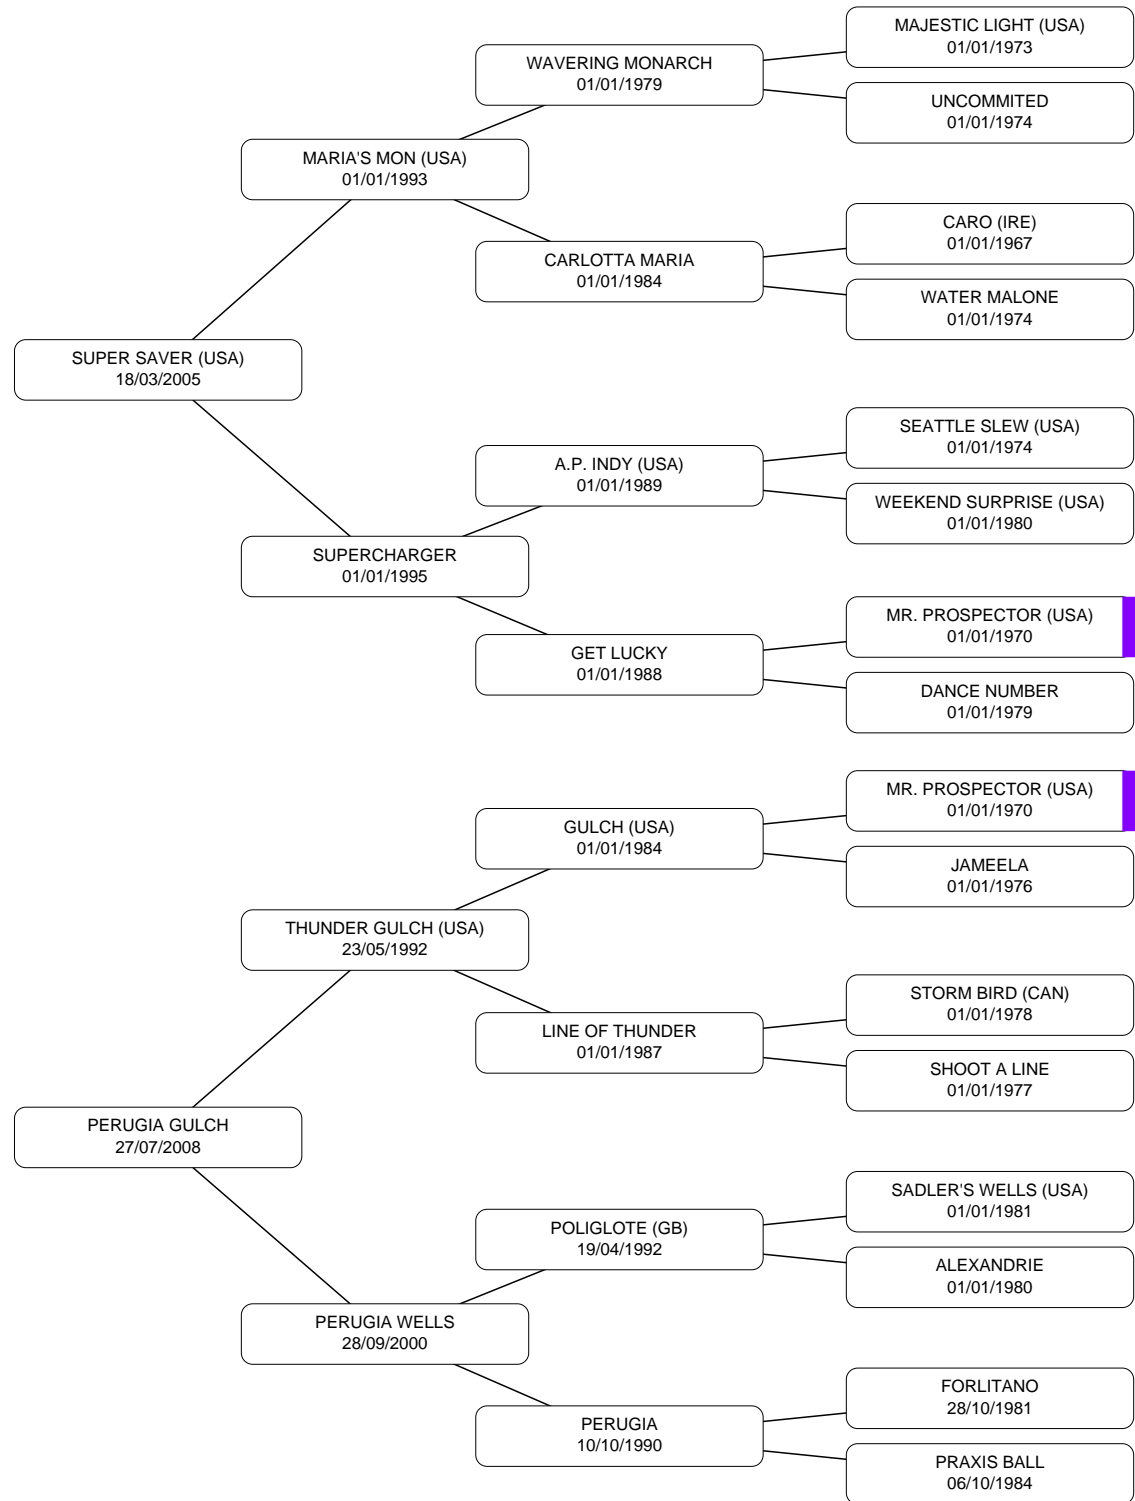 MAJESTIC LIGHT (USA)
01/01/1973
WAVERING MONARCH
01/01/1979
UNCOMMITED
01/01/1974
MARIA'S MON (USA)
01/01/1993
CARO (IRE)
01/01/1967
CARLOTTA MARIA
01/01/1984
WATER MALONE
01/01/1974
SUPER SAVER (USA)
18/03/2005
SEATTLE SLEW (USA)
01/01/1974
A.P. INDY (USA)
01/01/1989
WEEKEND SURPRISE (USA)
01/01/1980
SUPERCHARGER
01/01/1995
MR. PROSPECTOR (USA)
01/01/1970
GET LUCKY
01/01/1988
DANCE NUMBER
01/01/1979
MR. PROSPECTOR (USA)
01/01/1970
GULCH (USA)
01/01/1984
JAMEELA
01/01/1976
THUNDER GULCH (USA)
23/05/1992
STORM BIRD (CAN)
01/01/1978
LINE OF THUNDER
01/01/1987
SHOOT A LINE
01/01/1977
PERUGIA GULCH
27/07/2008
SADLER'S WELLS (USA)
01/01/1981
POLIGLOTE (GB)
19/04/1992
ALEXANDRIE
01/01/1980
PERUGIA WELLS
28/09/2000
FORLITANO
28/10/1981
PERUGIA
10/10/1990
PRAXIS BALL
06/10/1984